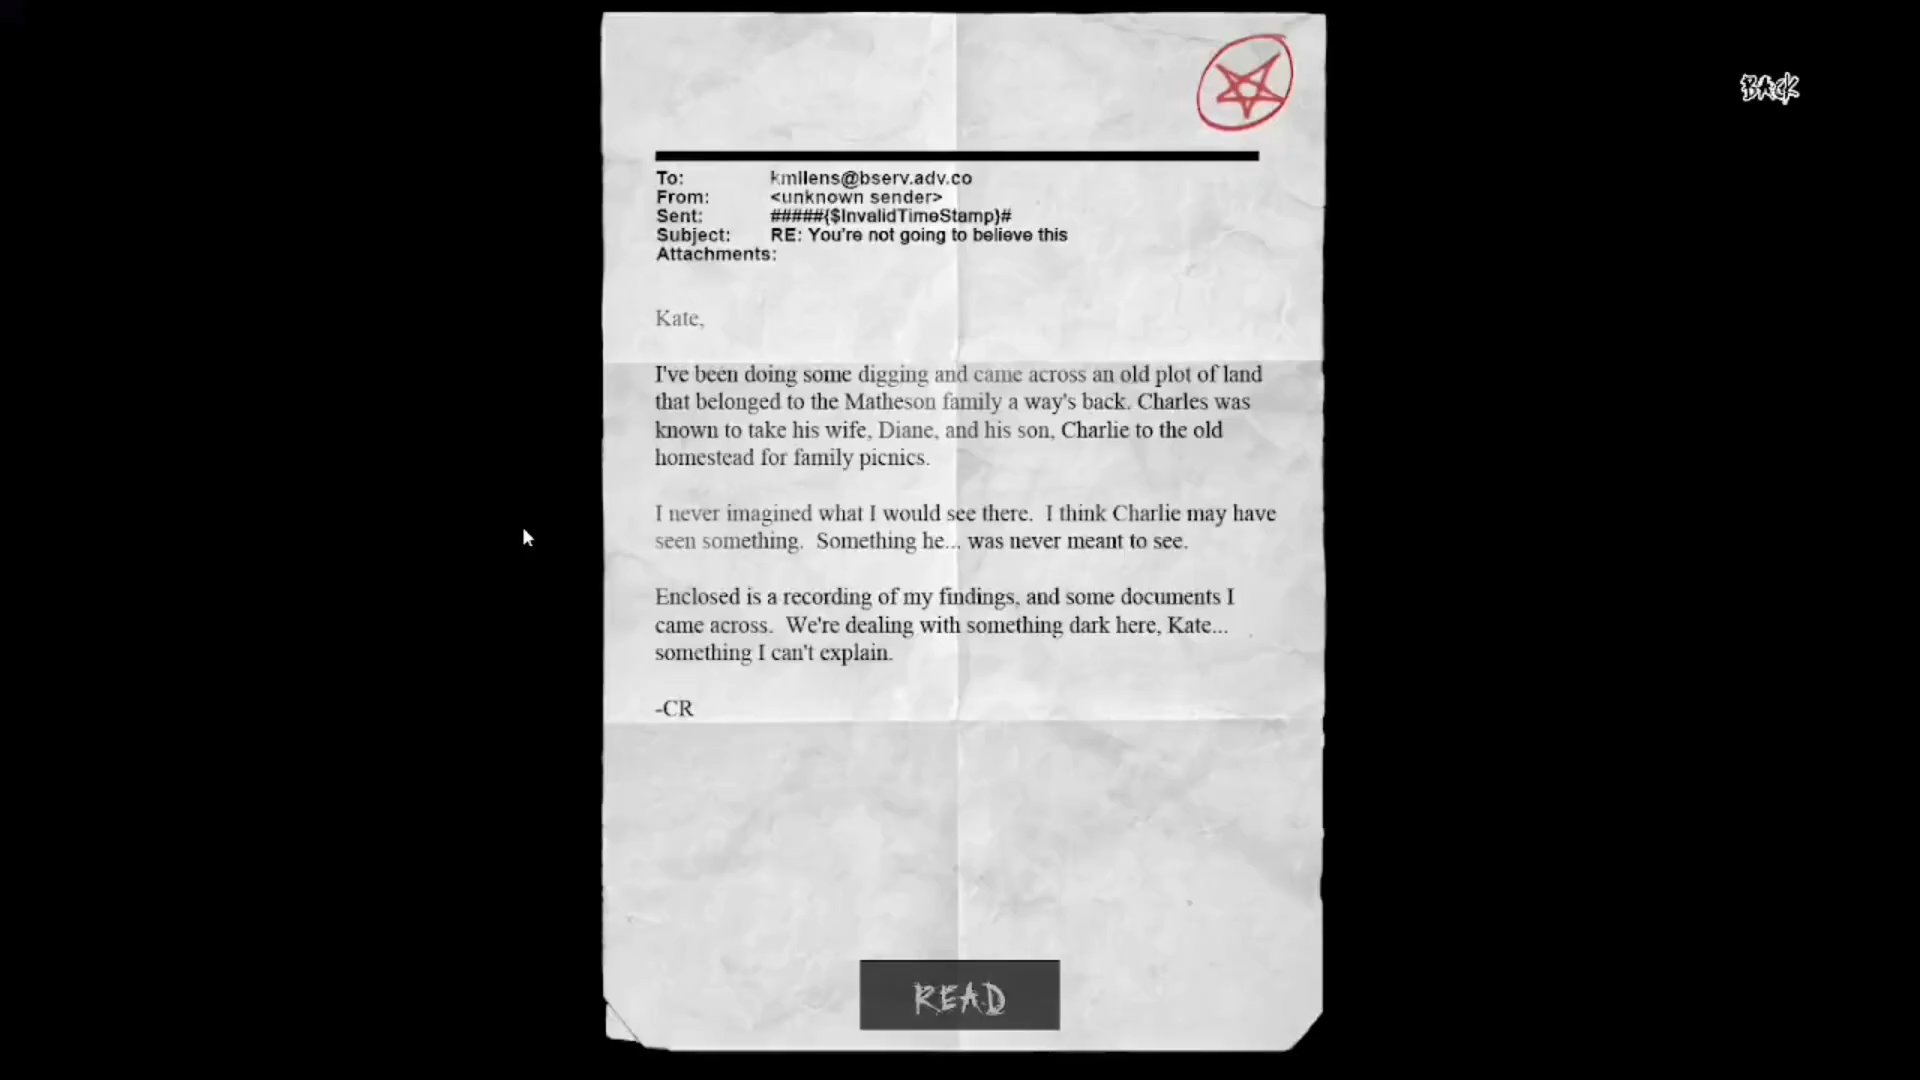 BACK
To: kmilens@bserv.adv.co
From: <unknown sender>
Sent: #####{$InvalidTimeStamp}#
Subject: RE: You're not going to believe this
Attachments:
Kate,
I've been doing some digging and came across an old plot of land
that belonged to the Matheson family a way's back. Charles was
known to take his wife, Diane, and his son, Charlie to the old
homestead for family picnics.
I never imagined what I would see there. I think Charlie may have
seen something. Something he... was never meant to see.
Enclosed is a recording of my findings, and some documents I
came across. We're dealing with something dark here, Kate...
something I can't explain.
-CR
READ